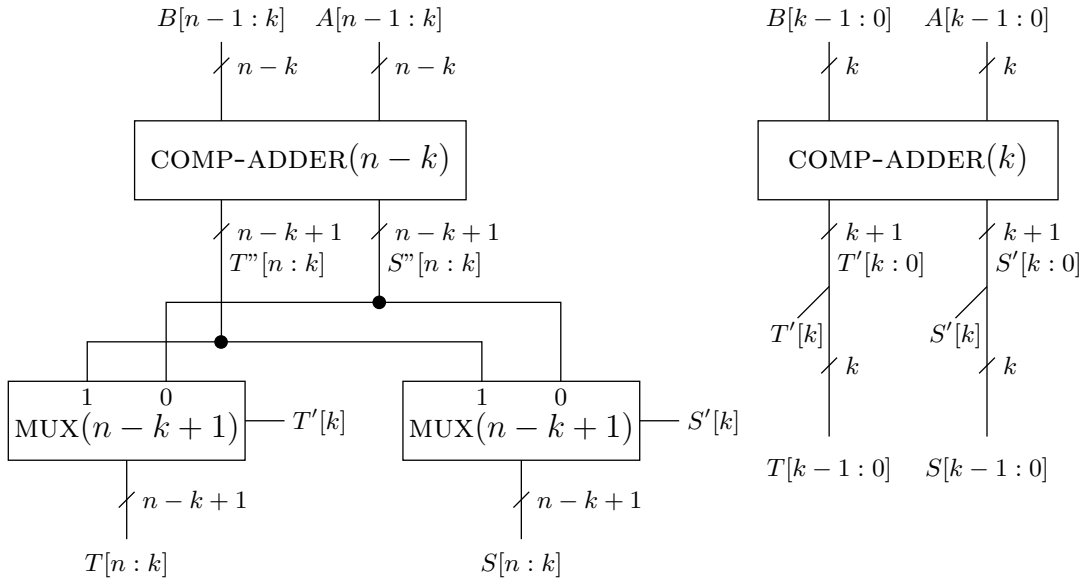 B[n − 1 : k] A[n − 1 : k] B[k − 1 : 0] A[k − 1 : 0]
n − k n − k k k
COMP-ADDER(n − k) COMP-ADDER(k)
n − k + 1 n − k + 1 k + 1 k + 1
T”[n : k] S”[n : k] T′[k : 0] S′[k : 0]
T′[k] S′[k]
k k
1 0 1 0
MUX(n − k + 1) T′[k] MUX(n − k + 1) S′[k]
T[k − 1 : 0] S[k − 1 : 0]
n − k + 1 n − k + 1
T[n : k] S[n : k]